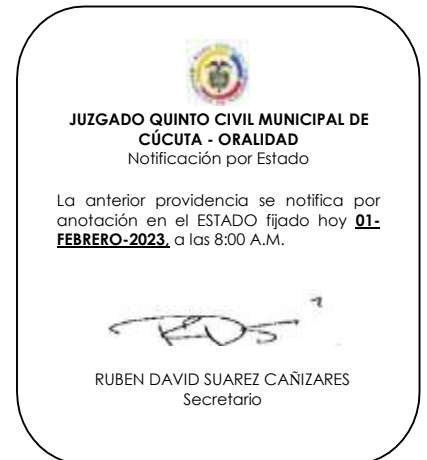 JUZGADO QUINTO CIVIL MUNICIPAL DE
CÚCUTA - ORALIDAD
Notificación por Estado
La anterior providencia se notifica por
anotación en el ESTADO fijado hoy 01-
FEBRERO-2023, a las 8:00 A.M.
RUBEN DAVID SUAREZ CAÑIZARES
Secretario